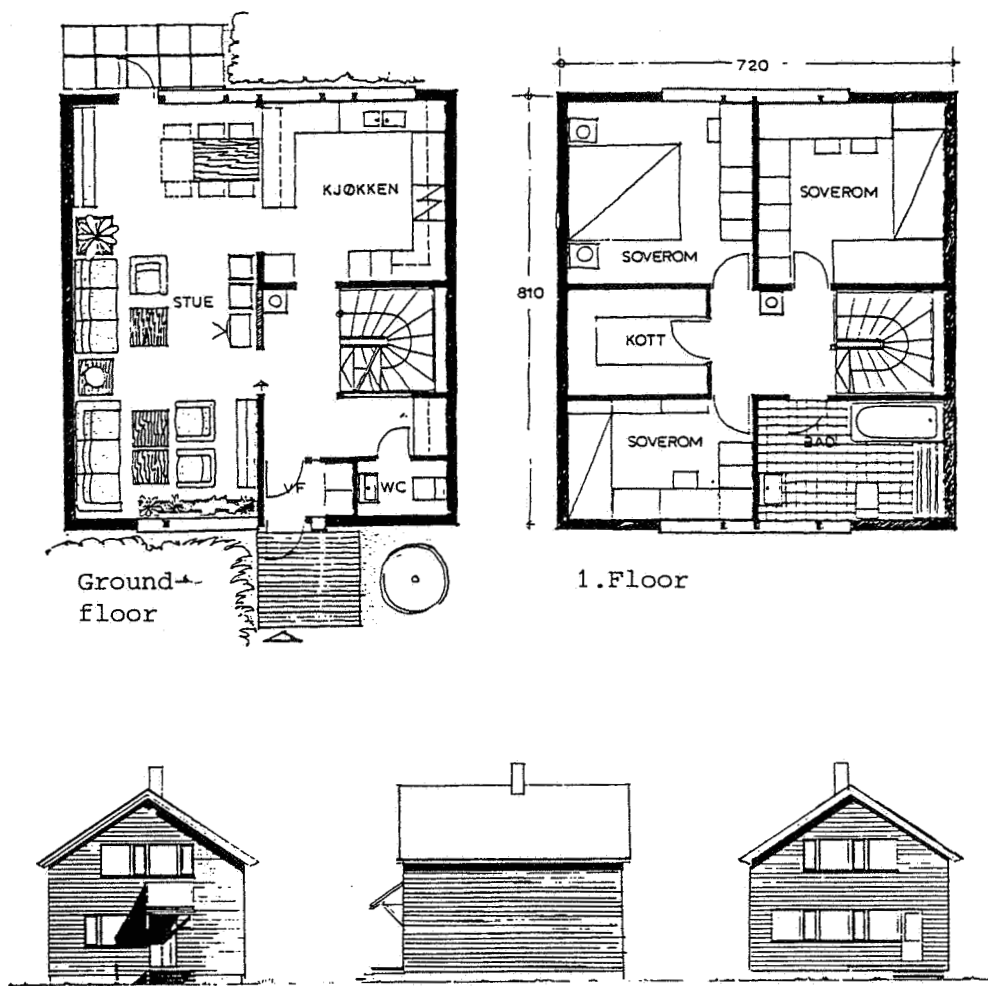 720
KJØKKEN
SOVEROM
SOVEROM
STUE
810
KOTT
SOVEROM
BAD
VF
WC
Ground-
floor
1.Floor